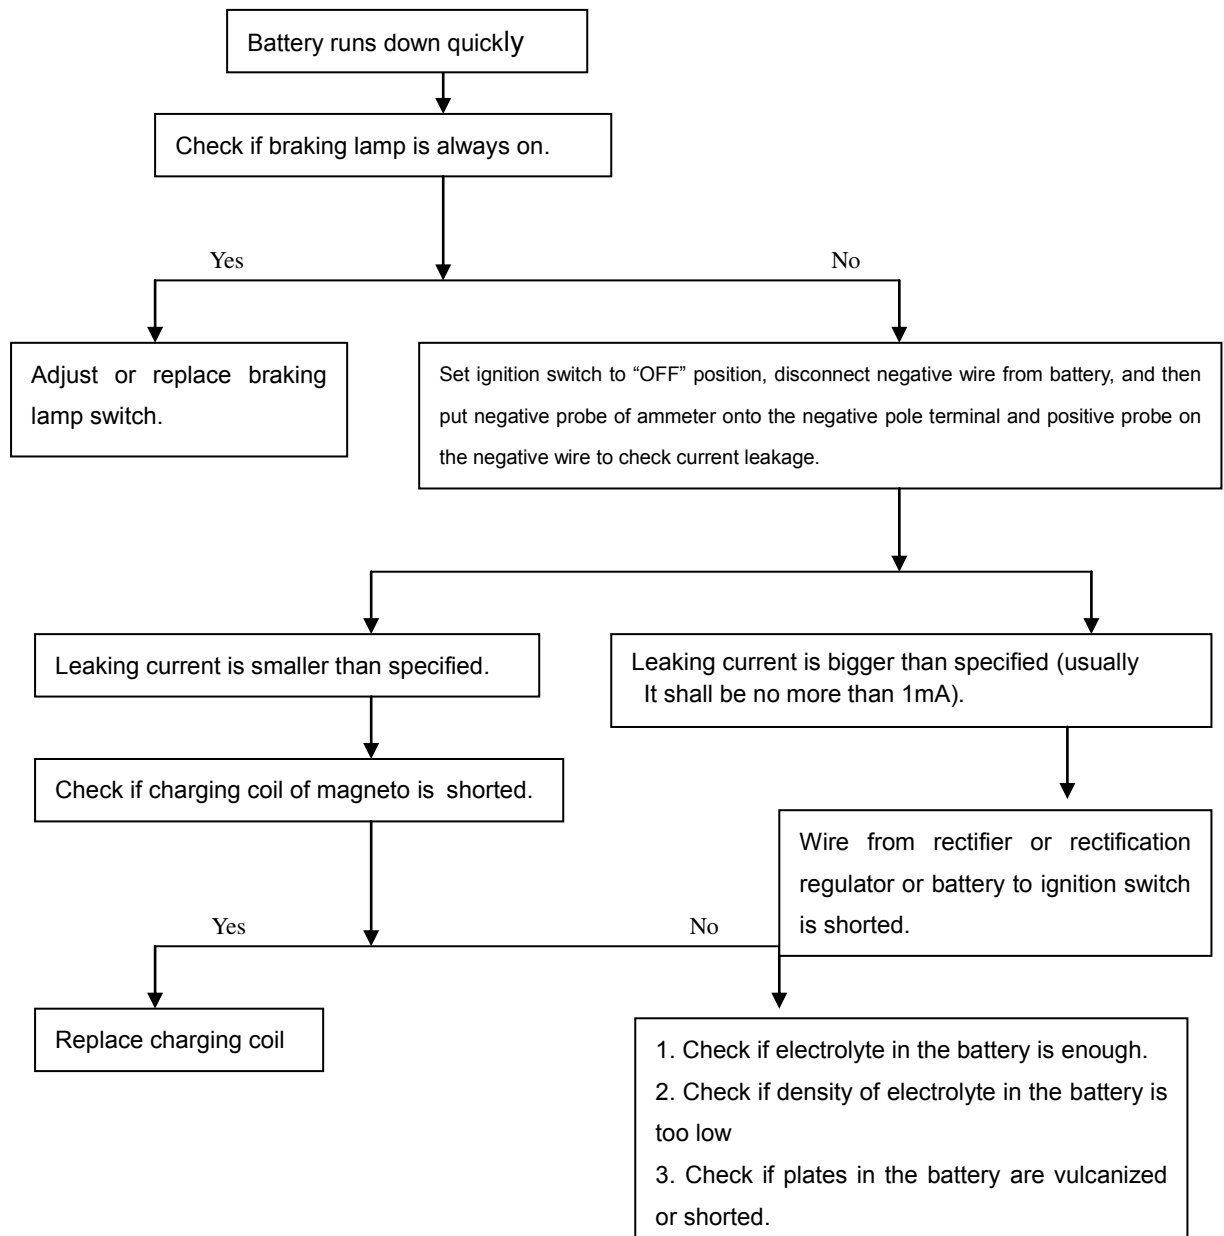 Battery runs down quickly
Check if braking lamp is always on.
Yes
No
Adjust or replace braking
lamp switch.
Set ignition switch to “OFF” position, disconnect negative wire from battery, and then
put negative probe of ammeter onto the negative pole terminal and positive probe on
the negative wire to check current leakage.
Leaking current is smaller than specified.
Leaking current is bigger than specified (usually
It shall be no more than 1mA).
Check if charging coil of magneto is shorted.
Wire from rectifier or rectification
regulator or battery to ignition switch
is shorted.
Yes
No
Replace charging coil
1. Check if electrolyte in the battery is enough.
2. Check if density of electrolyte in the battery is
too low
3. Check if plates in the battery are vulcanized
or shorted.